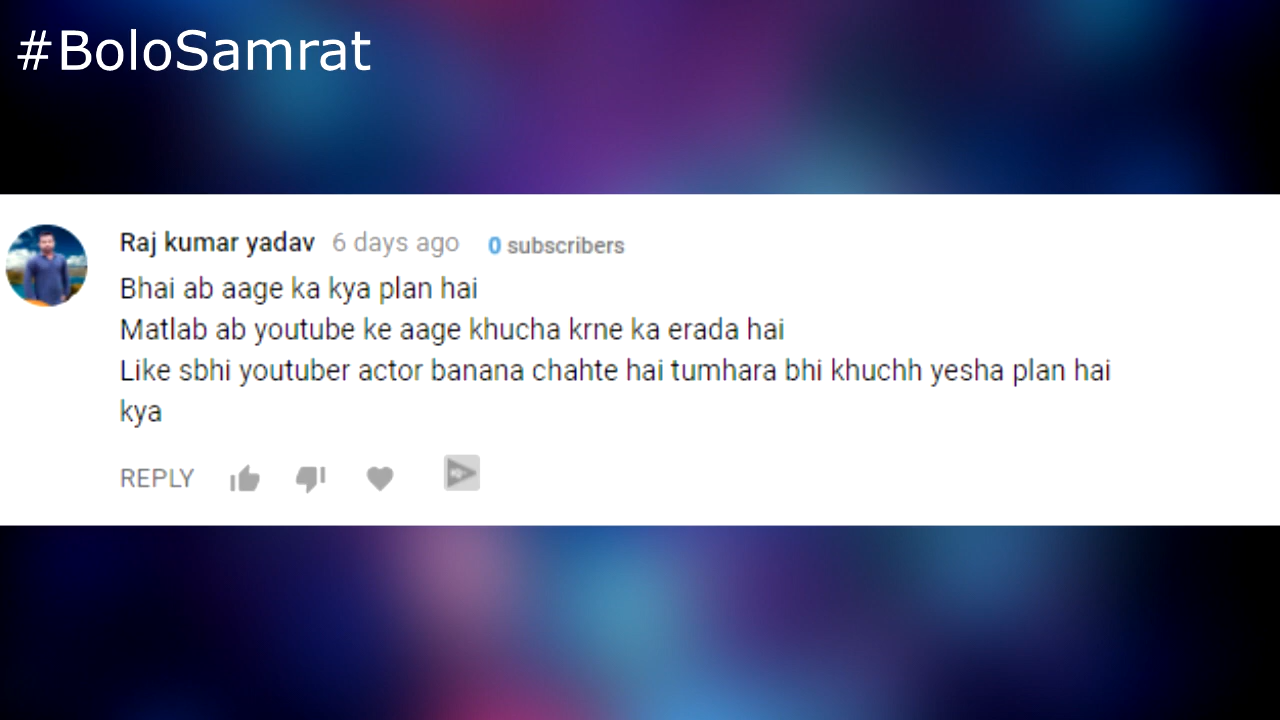 #BoloSamrat
Raj kumar yadav 6 days ago 0 subscribers
Bhai ab aage ka kya plan hai
Matlab ab youtube ke aage khucha krne ka erada hai
Like sbhi youtuber actor banana chahte hai tumhara bhi khuchh yesha plan hai
kya
REPLY